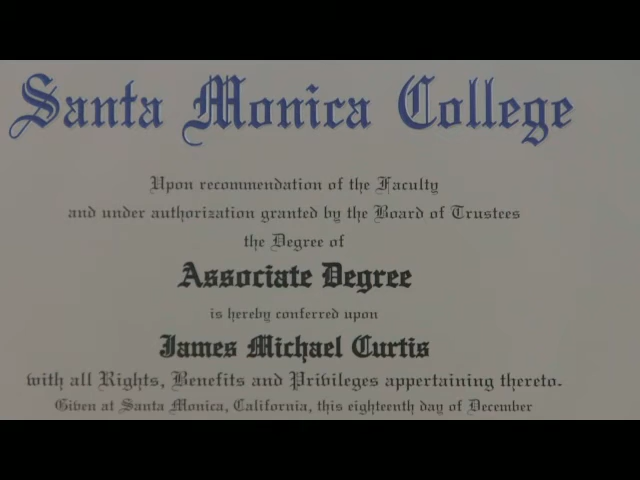 Santa Monica College
Upon recommendation of the Faculty
and under authorization granted by the Board of Trustees
the Degree of
Associate Degree
is hereby conferred upon
James Michael Curtis
with all Rights, Benefits and Privileges appertaining thereto.
Given at Santa Monica, California, this eighteenth day of December